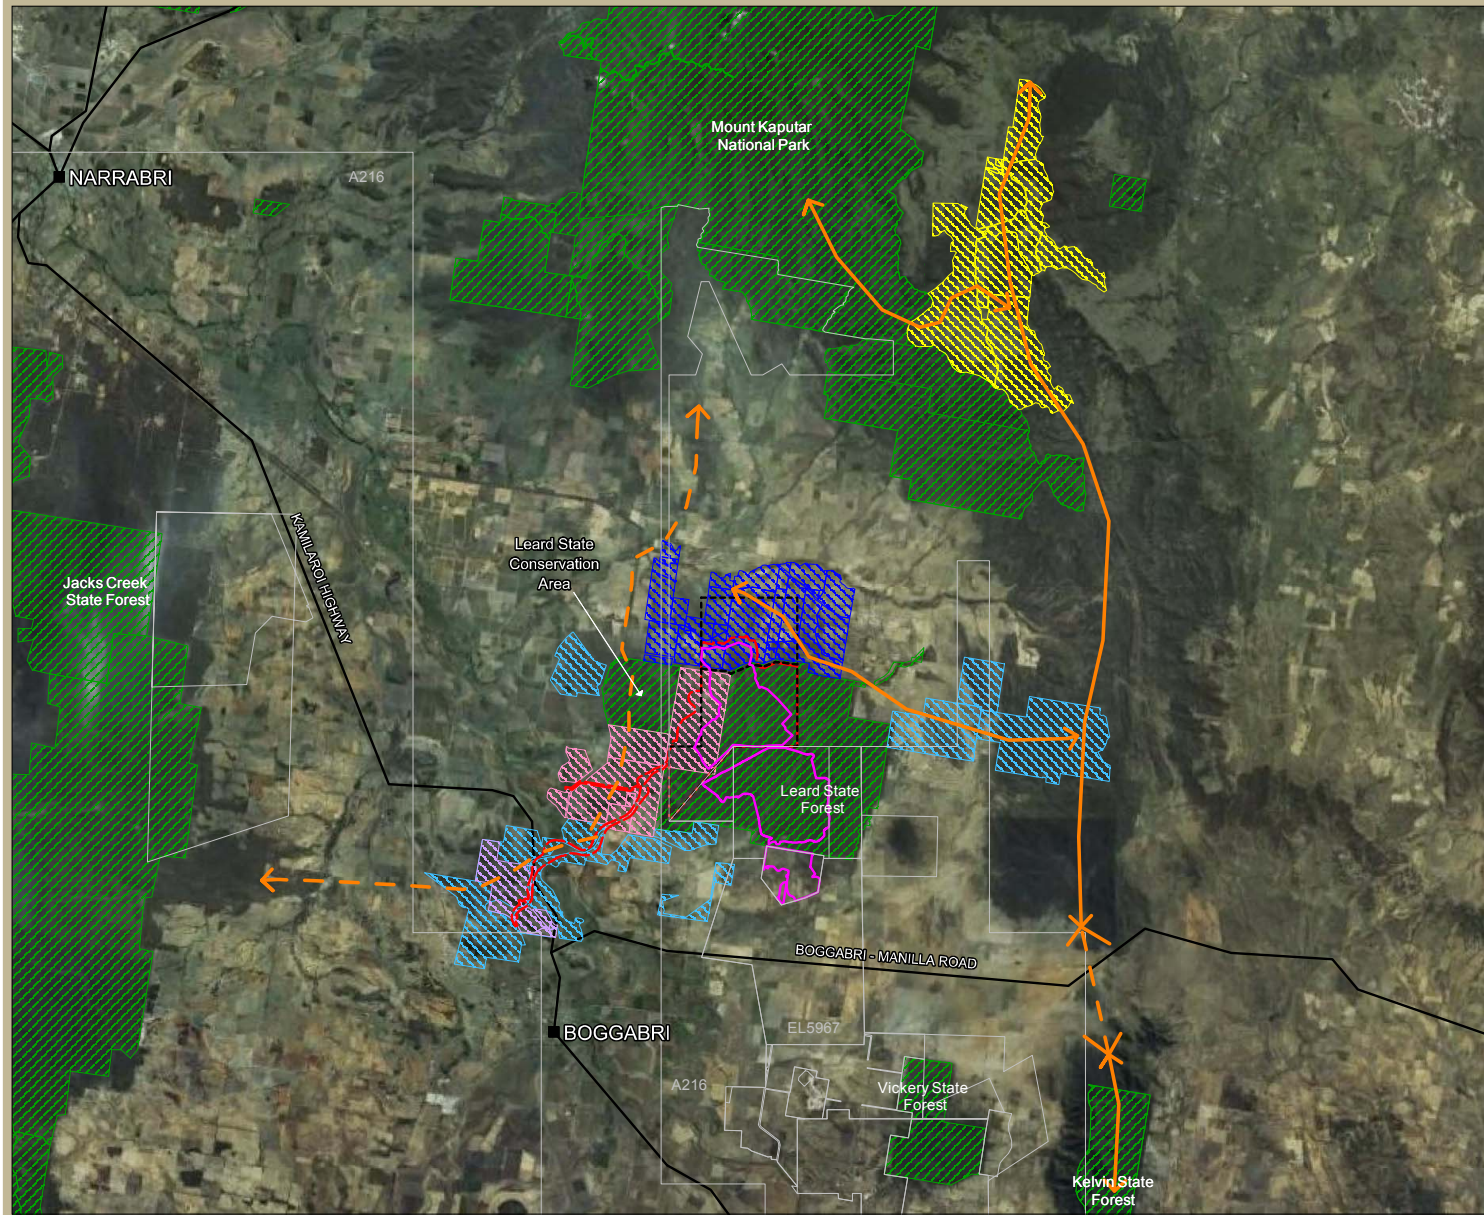 Mount Kaputar
National Park
NARRABRI
A216
KAMILAROI HIGHWAY
Leard State
Conservation
Area
Jacks Creek
State Forest
Leard State
Forest
BOGGABRI - MANILLA ROAD
BOGGABRI
EL5967
A216
Vickery State
Forest
Kelvin State
Forest